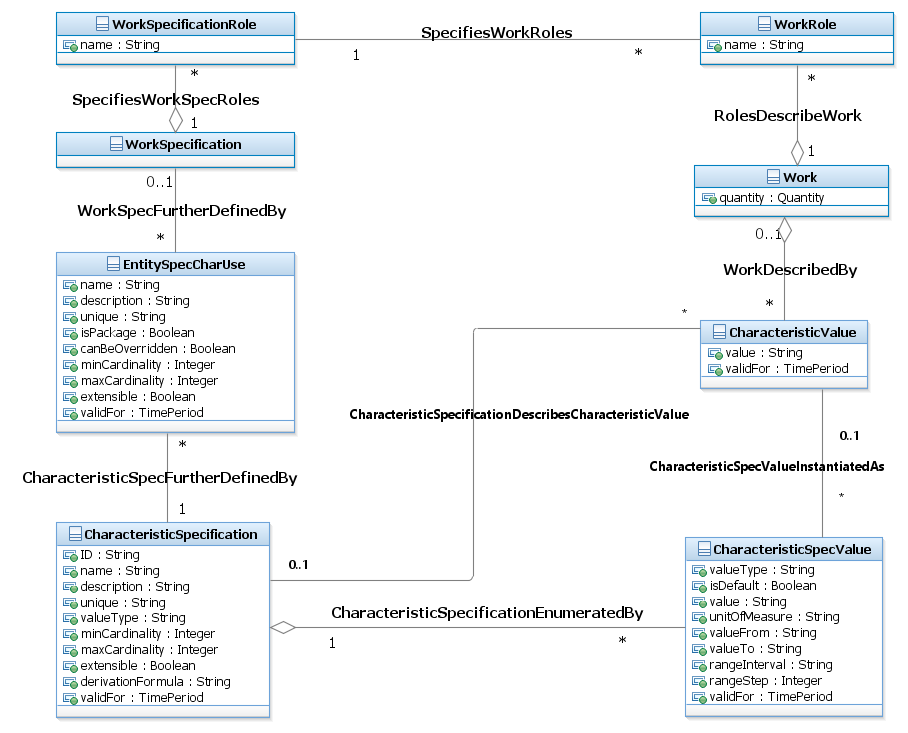 WorkSpecificationRole
name : String
SpecifiesWorkRoles
1
*
WorkRole
name : String
*
SpecifiesWorkSpecRoles
1
*
RolesDescribeWork
1
WorkSpecification
0..1
WorkSpecFurtherDefinedBy
*
Work
quantity : Quantity
0..1
WorkDescribedBy
*
EntitySpecCharUse
name : String
description : String
unique : String
isPackage : Boolean
canBeOverridden : Boolean
minCardinality : Integer
maxCardinality : Integer
extensible : Boolean
validFor : TimePeriod
*
CharacteristicValue
value : String
validFor : TimePeriod
CharacteristicSpecificationDescribesCharacteristicValue
0..1
CharacteristicSpecValueInstantiatedAs
*
*
CharacteristicSpecFurtherDefinedBy
1
CharacteristicSpecification
ID : String
name : String
description : String
unique : String
valueType : String
minCardinality : Integer
maxCardinality : Integer
extensible : Boolean
derivationFormula : String
validFor : TimePeriod
0..1
CharacteristicSpecificationEnumeratedBy
1
*
CharacteristicSpecValue
valueType : String
isDefault : Boolean
value : String
unitOfMeasure : String
valueFrom : String
valueTo : String
rangeInterval : String
rangeStep : Integer
validFor : TimePeriod